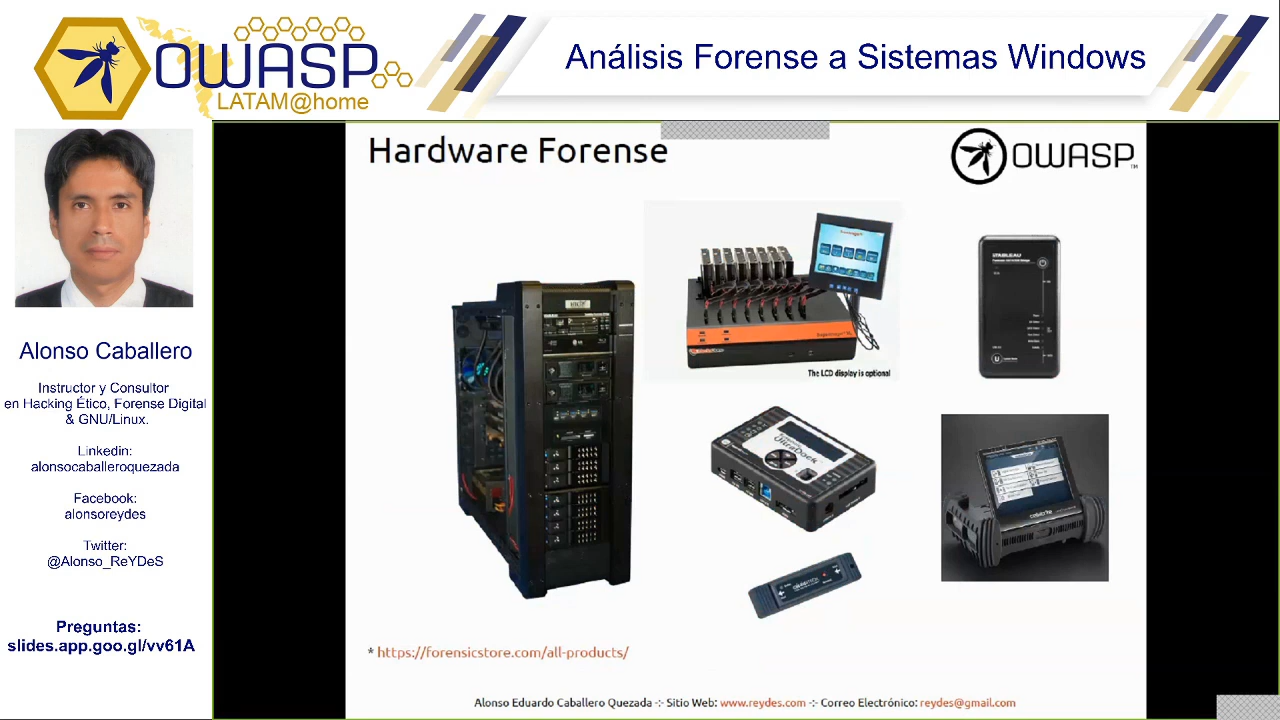 OWASP
LATAM@home
Análisis Forense a Sistemas Windows
Alonso Caballero
Instructor y Consultor
en Hacking Ético, Forense Digital
& GNU/Linux.
Linkedin:
alonsocaballeroquezada
Facebook:
alonsoreydes
Twitter:
@Alonso_ReYDeS
Preguntas:
slides.app.goo.gl/vv61A
Hardware Forense
OWASP
The LCD display is optional
TABLEAU
UltraDock
* https://forensicstore.com/all-products/
Alonso Eduardo Caballero Quezada -:- Sitio Web: www.reydes.com -:- Correo Electrónico: reydes@gmail.com